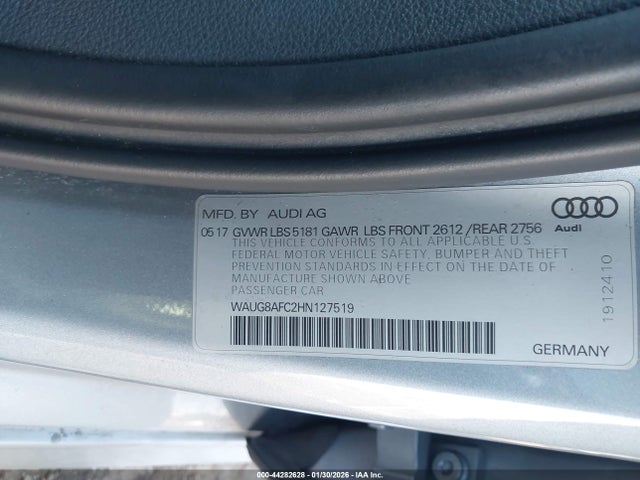 MFD. BY AUDI AG
Audi
05 17 GVWR LBS 5181 GAWR LBS FRONT 2612 / REAR 2756
THIS VEHICLE CONFORMS TO ALL APPLICABLE U.S.
FEDERAL MOTOR VEHICLE SAFETY, BUMPER AND THEFT
PREVENTION STANDARDS IN EFFECT ON THE DATE OF
MANUFACTURE SHOWN ABOVE
PASSENGER CAR
WAUG8AFC2HN127519
1912410
GERMANY
000-44282628 - 01/30/2026 - IAA Inc.